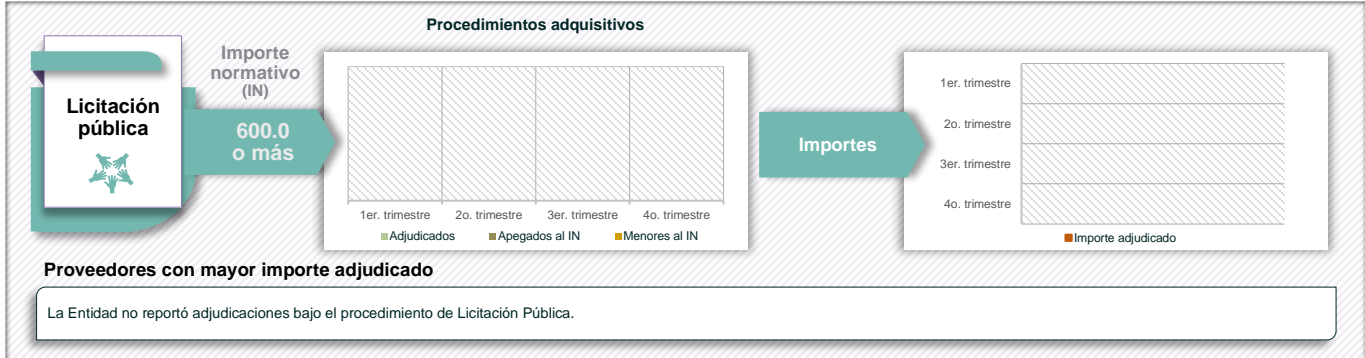 Procedimientos adquisitivos
Licitación
pública
Importe
normativo
(IN)
600.0
o más
1er. trimestre
2o. trimestre
3er. trimestre
4o. trimestre
Adjudicados
Apegados al IN
Menores al IN
Importes
1er. trimestre
2o. trimestre
3er. trimestre
4o. trimestre
Importe adjudicado
Proveedores con mayor importe adjudicado
La Entidad no reportó adjudicaciones bajo el procedimiento de Licitación Pública.